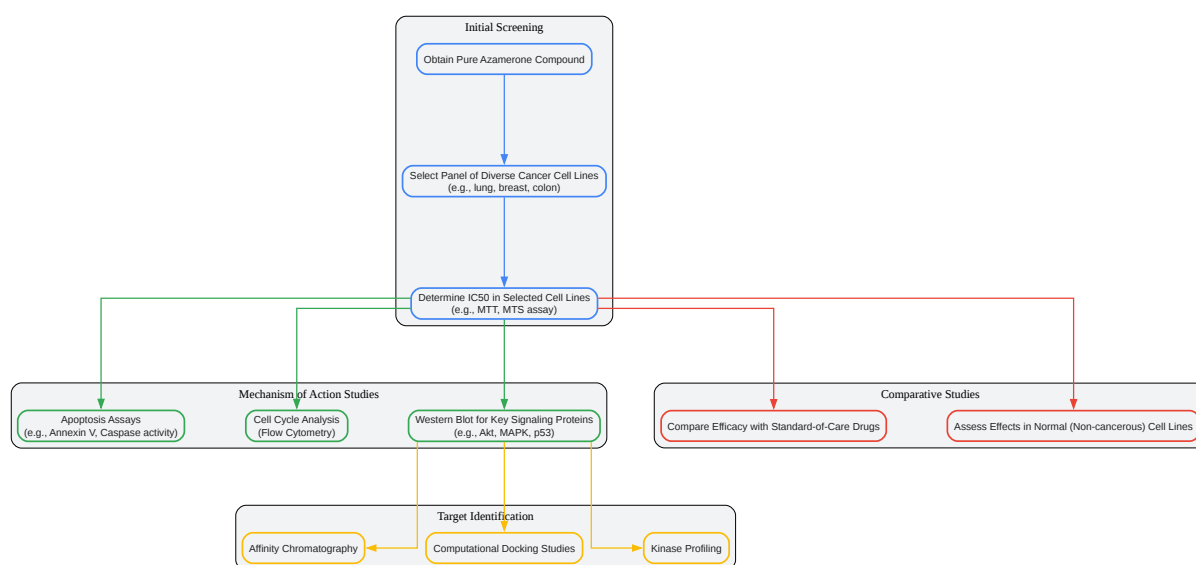 Initial Screening
Obtain Pure Azamerone Compound
Select Panel of Diverse Cancer Cell Lines
(e.g., lung, breast, colon)
Determine IC50 in Selected Cell Lines
(e.g., MTT, MTS assay)
Mechanism of Action Studies
Apoptosis Assays
(e.g., Annexin V, Caspase activity)
Cell Cycle Analysis
(Flow Cytometry)
Western Blot for Key Signaling Proteins
(e.g., Akt, MAPK, p53)
Comparative Studies
Compare Efficacy with Standard-of-Care Drugs
Assess Effects in Normal (Non-cancerous) Cell Lines
Target Identification
Affinity Chromatography
Computational Docking Studies
Kinase Profiling